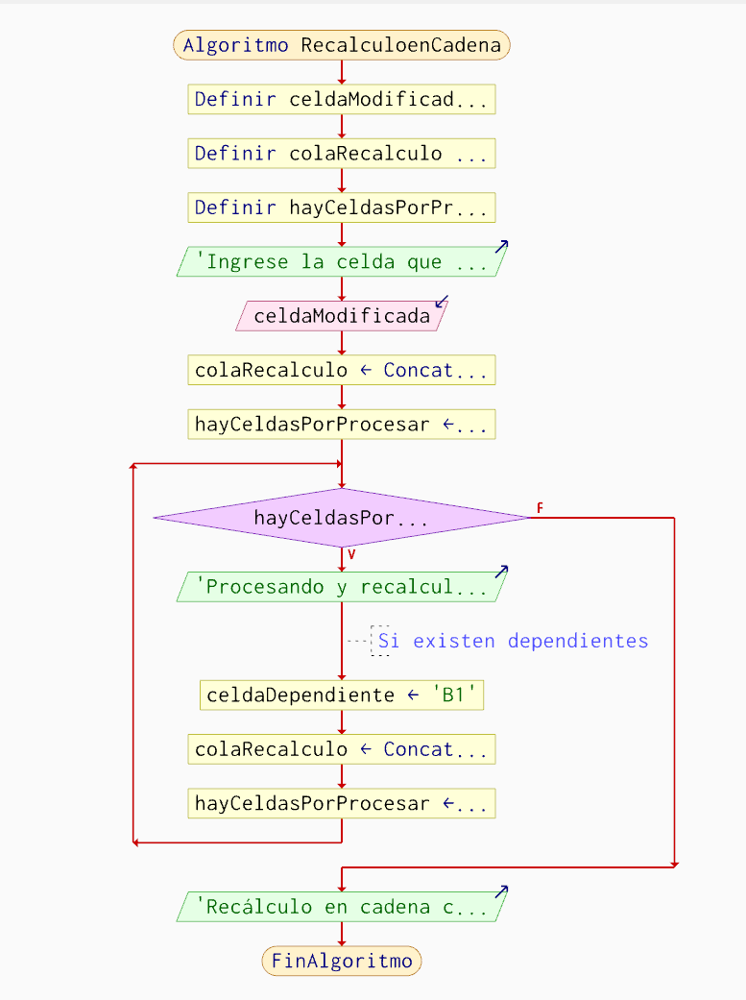 Algoritmo RecalculoenCadena
Definir celdaModificad...
Definir colaRecalculo ...
Definir hayCeldasPorPr...
'Ingrese la celda que ...
celdaModificada
colaRecalculo ← Concat...
hayCeldasPorProcesar ←...
hayCeldasPor...
F
V
'Procesando y recalcul...
Si existen dependientes
celdaDependiente ← 'B1'
colaRecalculo ← Concat...
hayCeldasPorProcesar ←...
'Recálculo en cadena c...
FinAlgoritmo